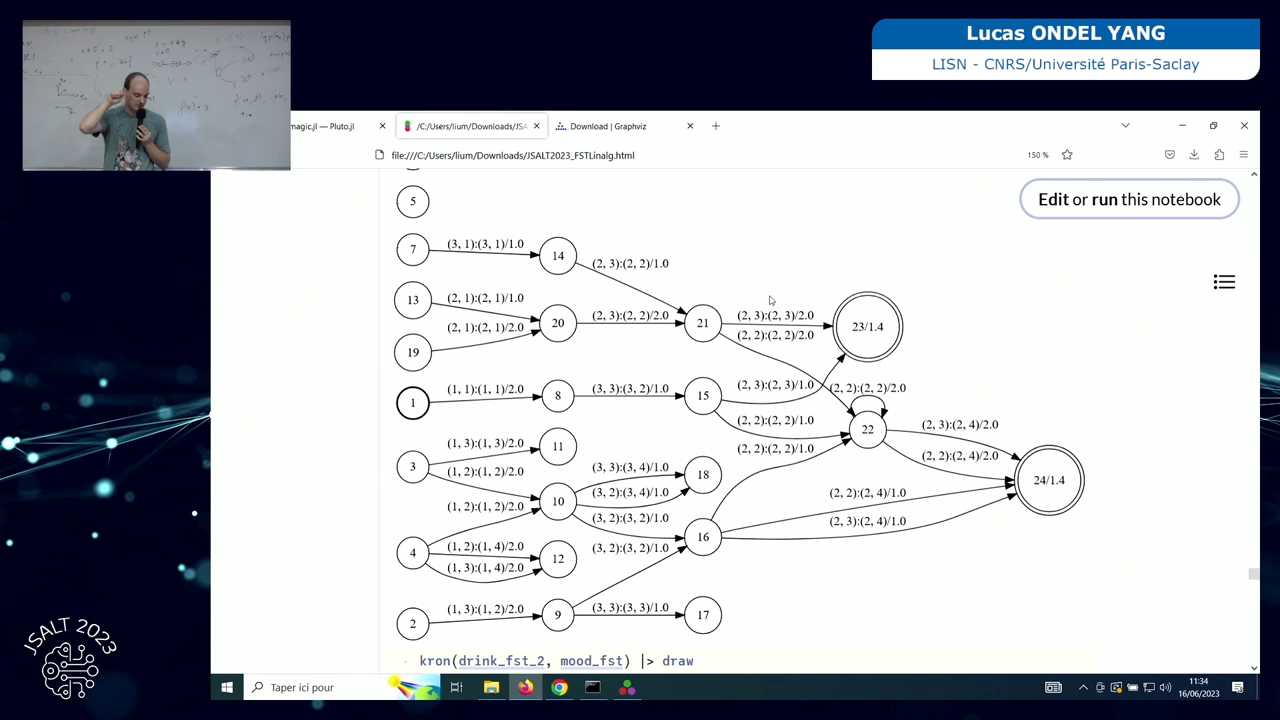 Lucas ONDEL YANG
LISN - CNRS/Université Paris-Saclay
magic.jl — Pluto.jl
/C:/Users/lium/Downloads/JSA
Download | Graphviz
file:///C:/Users/lium/Downloads/JSALT2023_FSTLinalg.html
150 %
Edit or run this notebook
5
7
(3, 1):(3, 1)/1.0
14
(2, 3):(2, 2)/1.0
13
(2, 1):(2, 1)/1.0
(2, 1):(2, 1)/2.0
19
20
(2, 3):(2, 2)/2.0
21
(2, 3):(2, 3)/2.0
(2, 2):(2, 2)/2.0
23/1.4
1
(1, 1):(1, 1)/2.0
8
(3, 3):(3, 2)/1.0
15
(2, 3):(2, 3)/1.0
(2, 2):(2, 2)/2.0
(2, 2):(2, 2)/1.0
22
(2, 3):(2, 4)/2.0
(2, 2):(2, 4)/2.0
24/1.4
3
(1, 3):(1, 3)/2.0
11
(1, 2):(1, 2)/2.0
(1, 2):(1, 2)/2.0
10
(3, 3):(3, 4)/1.0
(3, 2):(3, 4)/1.0
18
(3, 2):(3, 2)/1.0
(2, 2):(2, 2)/1.0
16
(2, 2):(2, 4)/1.0
(2, 3):(2, 4)/1.0
4
(1, 2):(1, 4)/2.0
(1, 3):(1, 4)/2.0
12
(3, 2):(3, 2)/1.0
2
(1, 3):(1, 2)/2.0
9
(3, 3):(3, 3)/1.0
17
kron(drink_fst_2, mood_fst) |> draw
JSALT 2023
Taper ici pour
11:34
16/06/2023